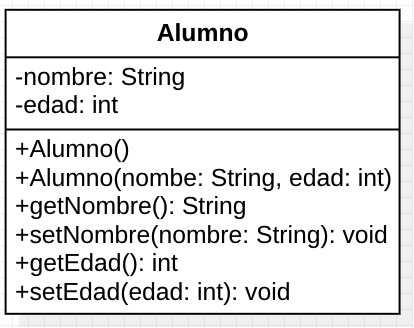 Alumno
-nombre: String
-edad: int
+Alumno()
+Alumno(nombe: String, edad: int)
+getNombre(): String
+setNombre(nombre: String): void
+getEdad(): int
+setEdad(edad: int): void